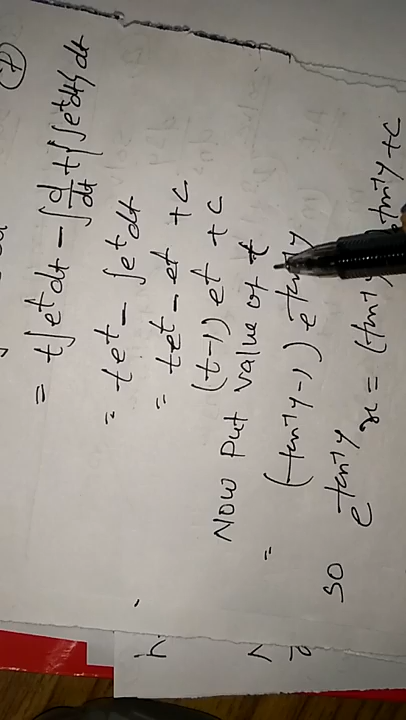 = t∫e^t dt - ∫{d/dt t ∫e^t dt} dt
= te^t - ∫e^t dt
= te^t - e^t + c
(t-1) e^t + c
Now put value of t
= (tan⁻¹y-1) e^tan⁻¹y
so e^tan⁻¹y x = (tan⁻¹y e^tan⁻¹y + c